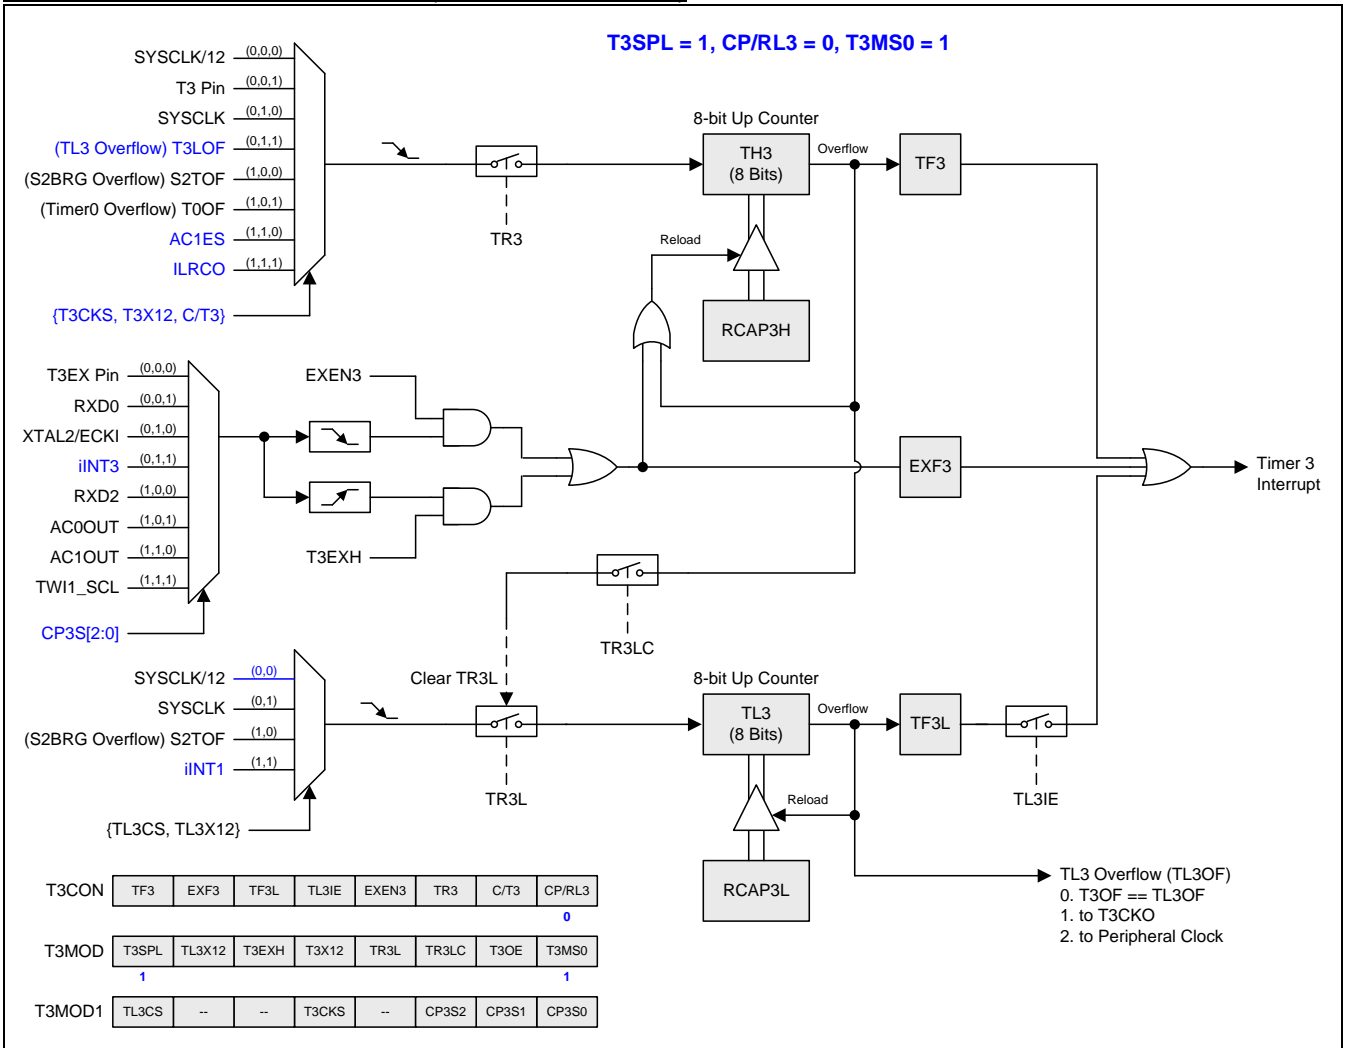 T3SPL = 1, CP/RL3 = 0, T3MS0 = 1
SYSCLK/12 (0,0,0)
T3 Pin (0,0,1)
SYSCLK (0,1,0)
(TL3 Overflow) T3LOF (0,1,1)
(S2BRG Overflow) S2TOF (1,0,0)
(Timer0 Overflow) T0OF (1,0,1)
AC1ES (1,1,0)
ILRCO (1,1,1)
{T3CKS, T3X12, C/T3}
TR3
8-bit Up Counter
TH3
(8 Bits)
Overflow
TF3
Reload
RCAP3H
T3EX Pin (0,0,0)
RXD0 (0,0,1)
XTAL2/ECKI (0,1,0)
iINT3 (0,1,1)
RXD2 (1,0,0)
AC0OUT (1,0,1)
AC1OUT (1,1,0)
TWI1_SCL (1,1,1)
CP3S[2:0]
EXEN3
T3EXH
EXF3
Timer 3
Interrupt
TR3LC
Clear TR3L
SYSCLK/12 (0,0)
SYSCLK (0,1)
(S2BRG Overflow) S2TOF (1,0)
iINT1 (1,1)
{TL3CS, TL3X12}
TR3L
8-bit Up Counter
TL3
(8 Bits)
Overflow
TF3L
TL3IE
Reload
RCAP3L
TL3 Overflow (TL3OF)
0. T3OF == TL3OF
1. to T3CKO
2. to Peripheral Clock
T3CON TF3 EXF3 TF3L TL3IE EXEN3 TR3 C/T3 CP/RL3
0
T3MOD T3SPL TL3X12 T3EXH T3X12 TR3L TR3LC T3OE T3MS0
1 1
T3MOD1 TL3CS -- -- T3CKS -- CP3S2 CP3S1 CP3S0